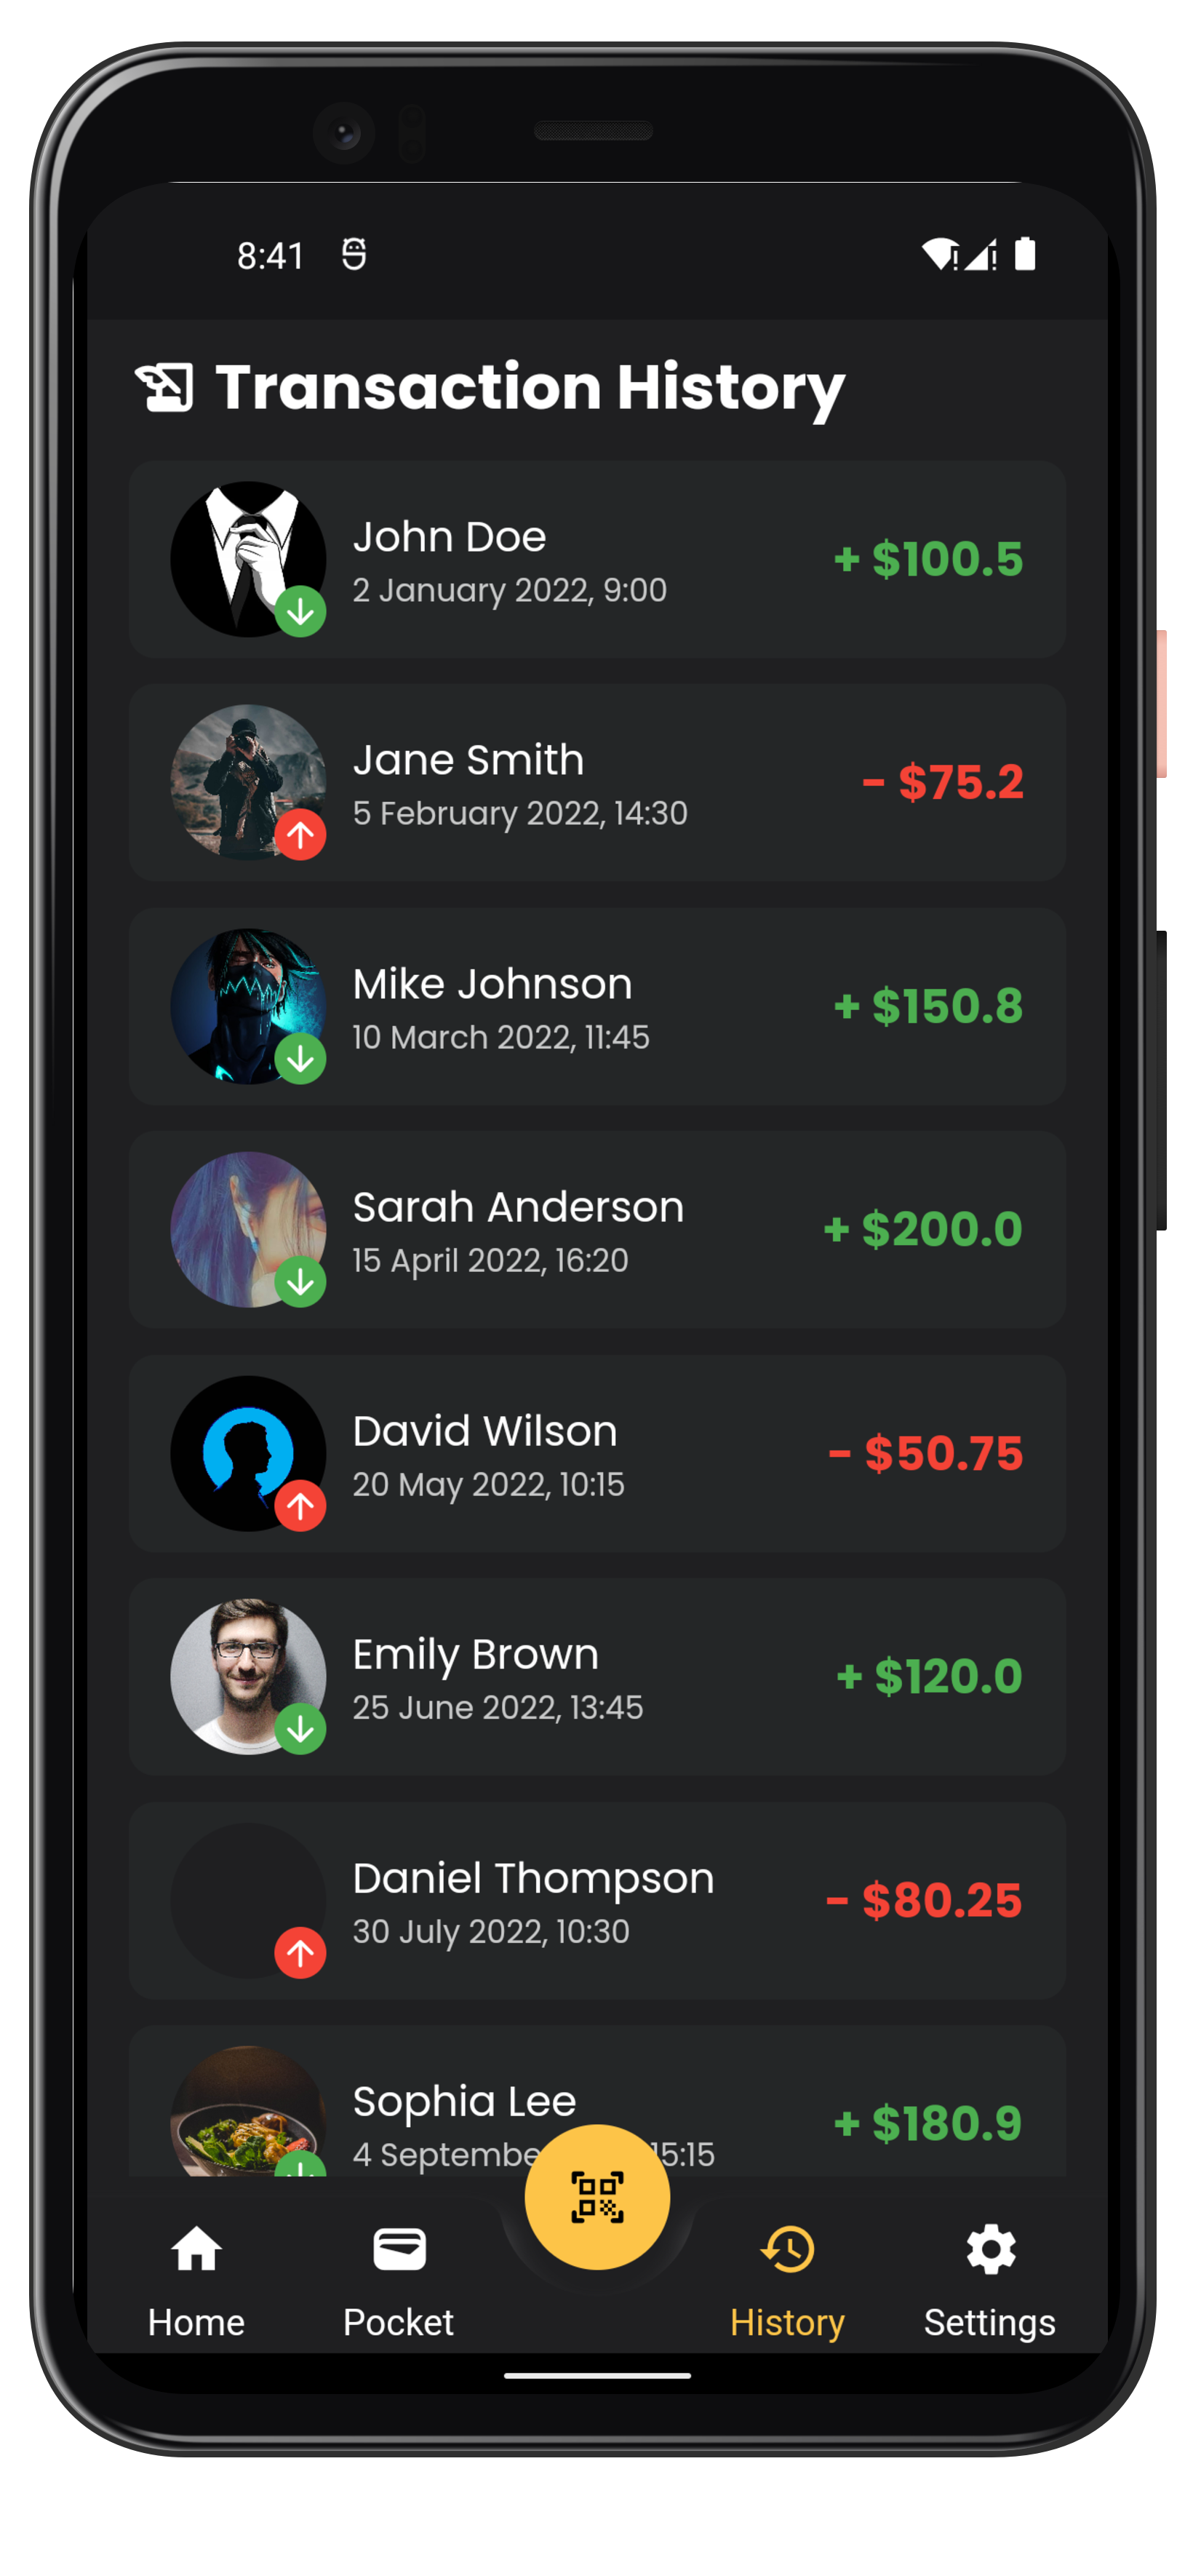 8:41
Transaction History
John Doe
2 January 2022, 9:00
+ $100.5
Jane Smith
5 February 2022, 14:30
- $75.2
Mike Johnson
10 March 2022, 11:45
+ $150.8
Sarah Anderson
15 April 2022, 16:20
+ $200.0
David Wilson
20 May 2022, 10:15
- $50.75
Emily Brown
25 June 2022, 13:45
+ $120.0
Daniel Thompson
30 July 2022, 10:30
- $80.25
Sophia Lee
4 Septembe 15:15
+ $180.9
Home
Pocket
History
Settings